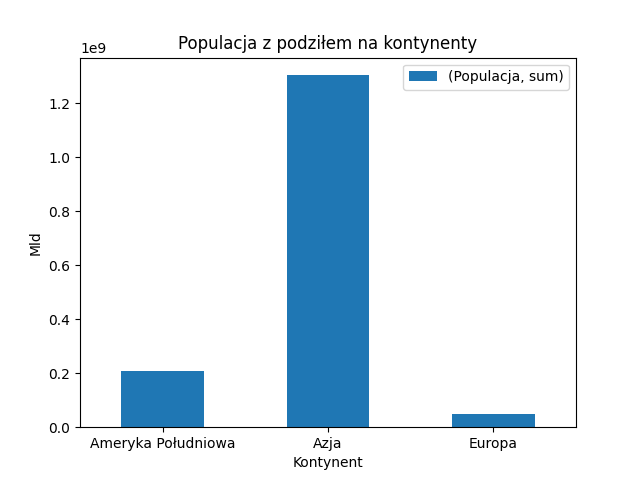 Populacja z podziłem na kontynenty
1e9
(Populacja, sum)
1.2
1.0
0.8
0.6
0.4
0.2
0.0
Mld
Ameryka Południowa Azja Europa
Kontynent